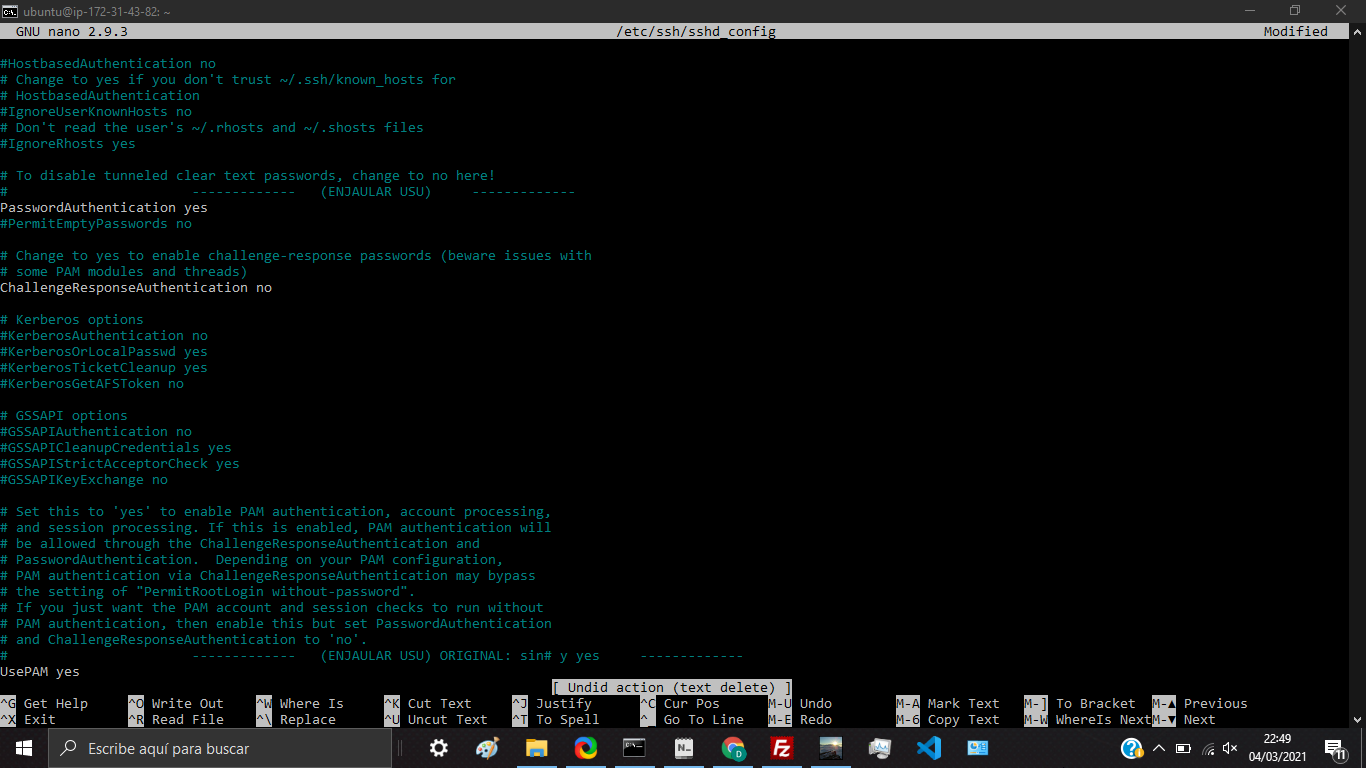 ubuntu@ip-172-31-43-82: ~
GNU nano 2.9.3 /etc/ssh/sshd_config Modified
#HostbasedAuthentication no
# Change to yes if you don't trust ~/.ssh/known_hosts for
# HostbasedAuthentication
#IgnoreUserKnownHosts no
# Don't read the user's ~/.rhosts and ~/.shosts files
#IgnoreRhosts yes
# To disable tunneled clear text passwords, change to no here!
# ------------- (ENJAULAR USU) -------------
PasswordAuthentication yes
#PermitEmptyPasswords no
# Change to yes to enable challenge-response passwords (beware issues with
# some PAM modules and threads)
ChallengeResponseAuthentication no
# Kerberos options
#KerberosAuthentication no
#KerberosOrLocalPasswd yes
#KerberosTicketCleanup yes
#KerberosGetAFSToken no
# GSSAPI options
#GSSAPIAuthentication no
#GSSAPICleanupCredentials yes
#GSSAPIStrictAcceptorCheck yes
#GSSAPIKeyExchange no
# Set this to 'yes' to enable PAM authentication, account processing,
# and session processing. If this is enabled, PAM authentication will
# be allowed through the ChallengeResponseAuthentication and
# PasswordAuthentication.  Depending on your PAM configuration,
# PAM authentication via ChallengeResponseAuthentication may bypass
# the setting of "PermitRootLogin without-password".
# If you just want the PAM account and session checks to run without
# PAM authentication, then enable this but set PasswordAuthentication
# and ChallengeResponseAuthentication to 'no'.
# ------------- (ENJAULAR USU) ORIGINAL: sin# y yes -------------
UsePAM yes
[ Undid action (text delete) ]
^G Get Help ^O Write Out ^W Where Is ^K Cut Text ^J Justify ^C Cur Pos M-U Undo M-A Mark Text M-] To Bracket M-▲ Previous
^X Exit ^R Read File ^\ Replace ^U Uncut Text ^T To Spell ^_ Go To Line M-E Redo M-6 Copy Text M-W WhereIs Next M-▼ Next
Escribe aquí para buscar
22:49
04/03/2021
11